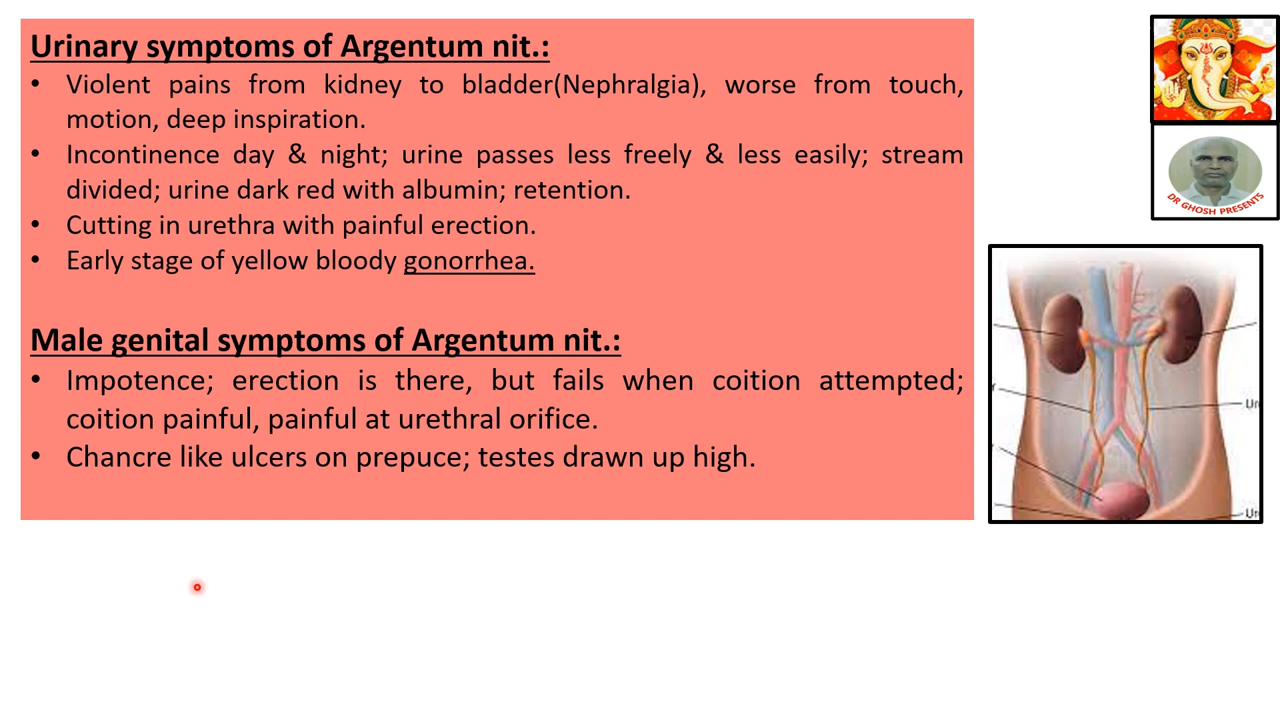 Urinary symptoms of Argentum nit.:
• Violent pains from kidney to bladder(Nephralgia), worse from touch,
motion, deep inspiration.
• Incontinence day & night; urine passes less freely & less easily; stream
divided; urine dark red with albumin; retention.
• Cutting in urethra with painful erection.
• Early stage of yellow bloody gonorrhea.
Male genital symptoms of Argentum nit.:
• Impotence; erection is there, but fails when coition attempted;
coition painful, painful at urethral orifice.
• Chancre like ulcers on prepuce; testes drawn up high.
DR GHOSH PRESENTS